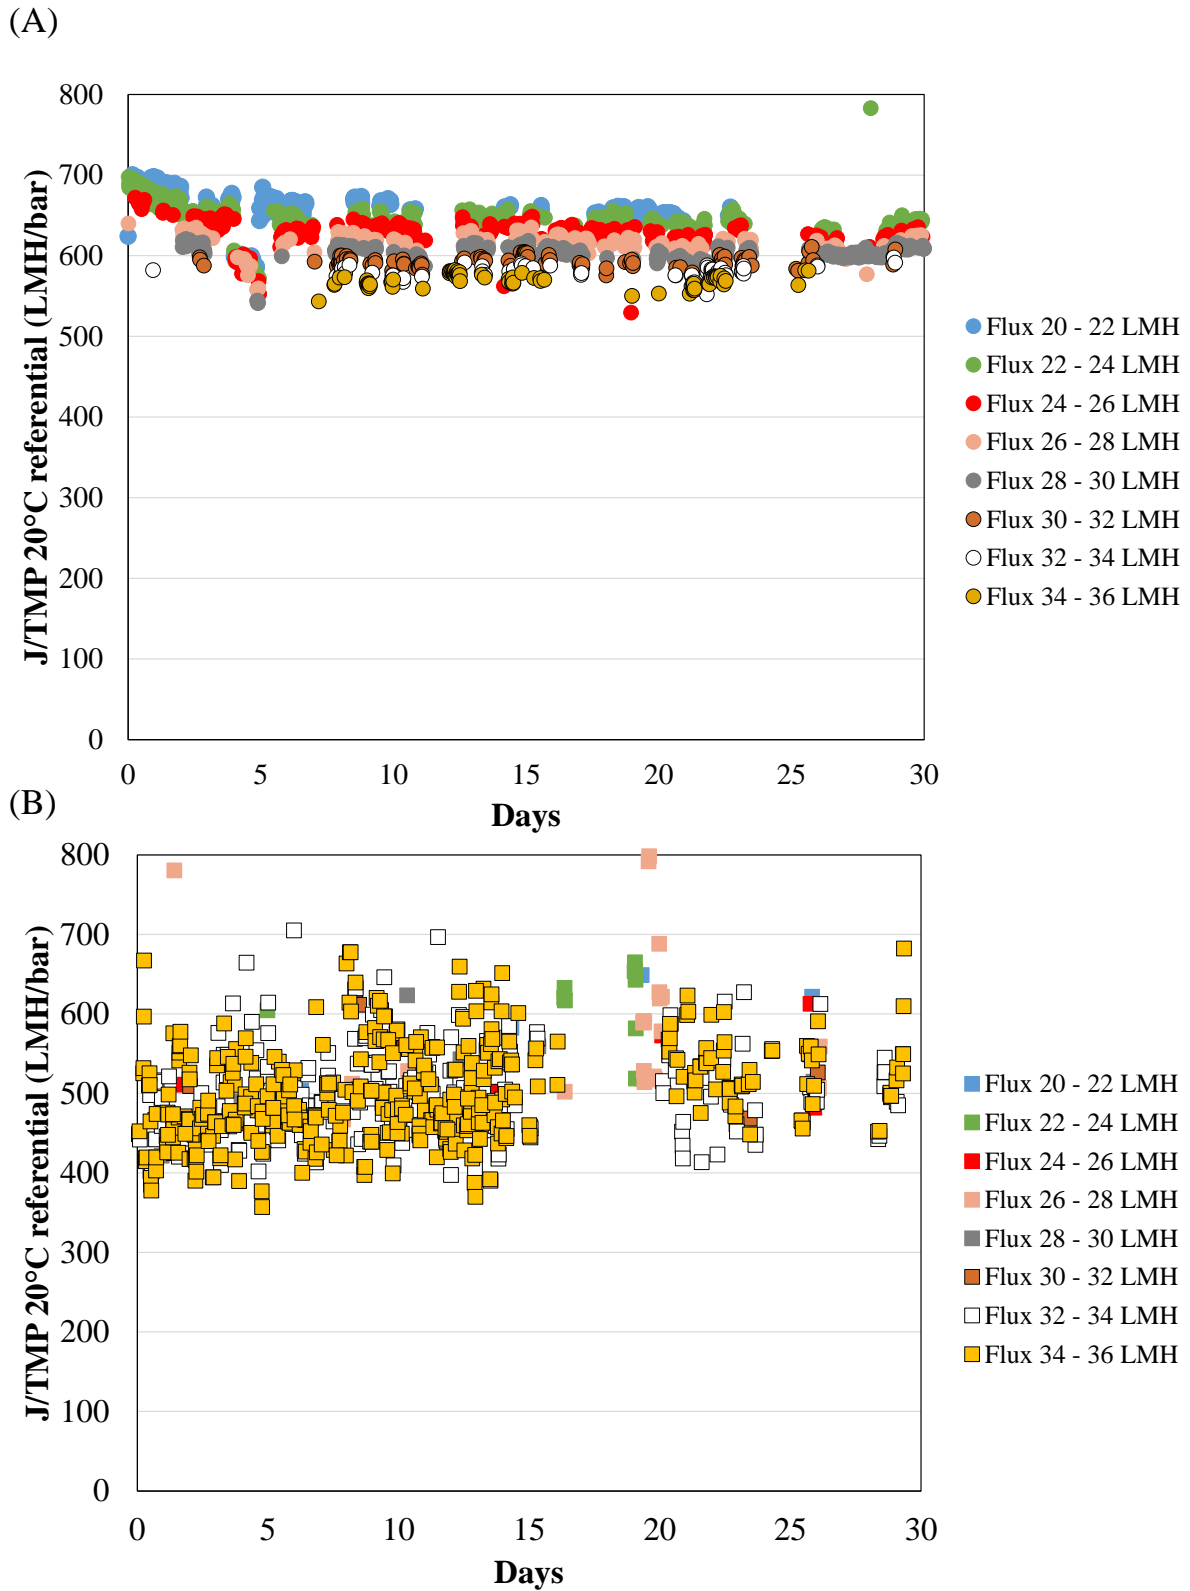 (A)
J/TMP 20°C referential (LMH/bar)
800
700
600
500
400
300
200
100
0
0 5 10 15 20 25 30
Days
Flux 20 - 22 LMH
Flux 22 - 24 LMH
Flux 24 - 26 LMH
Flux 26 - 28 LMH
Flux 28 - 30 LMH
Flux 30 - 32 LMH
Flux 32 - 34 LMH
Flux 34 - 36 LMH
(B)
J/TMP 20°C referential (LMH/bar)
800
700
600
500
400
300
200
100
0
0 5 10 15 20 25 30
Days
Flux 20 - 22 LMH
Flux 22 - 24 LMH
Flux 24 - 26 LMH
Flux 26 - 28 LMH
Flux 28 - 30 LMH
Flux 30 - 32 LMH
Flux 32 - 34 LMH
Flux 34 - 36 LMH